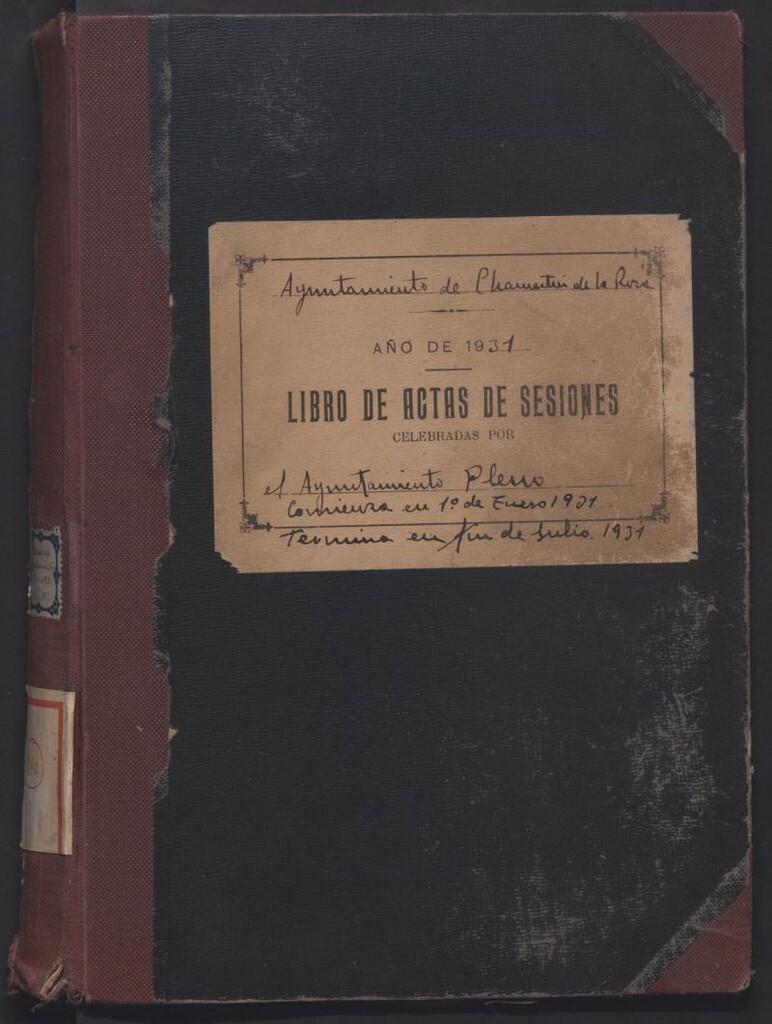 Ayuntamiento de Chamartin de la Rosa
AÑO DE 1931
LIBRO DE ACTAS DE SESIONES
CELEBRADAS POR
el Ayuntamiento Pleno
Comienza en 1º de Enero 1931
Termina en fin de Julio 1931